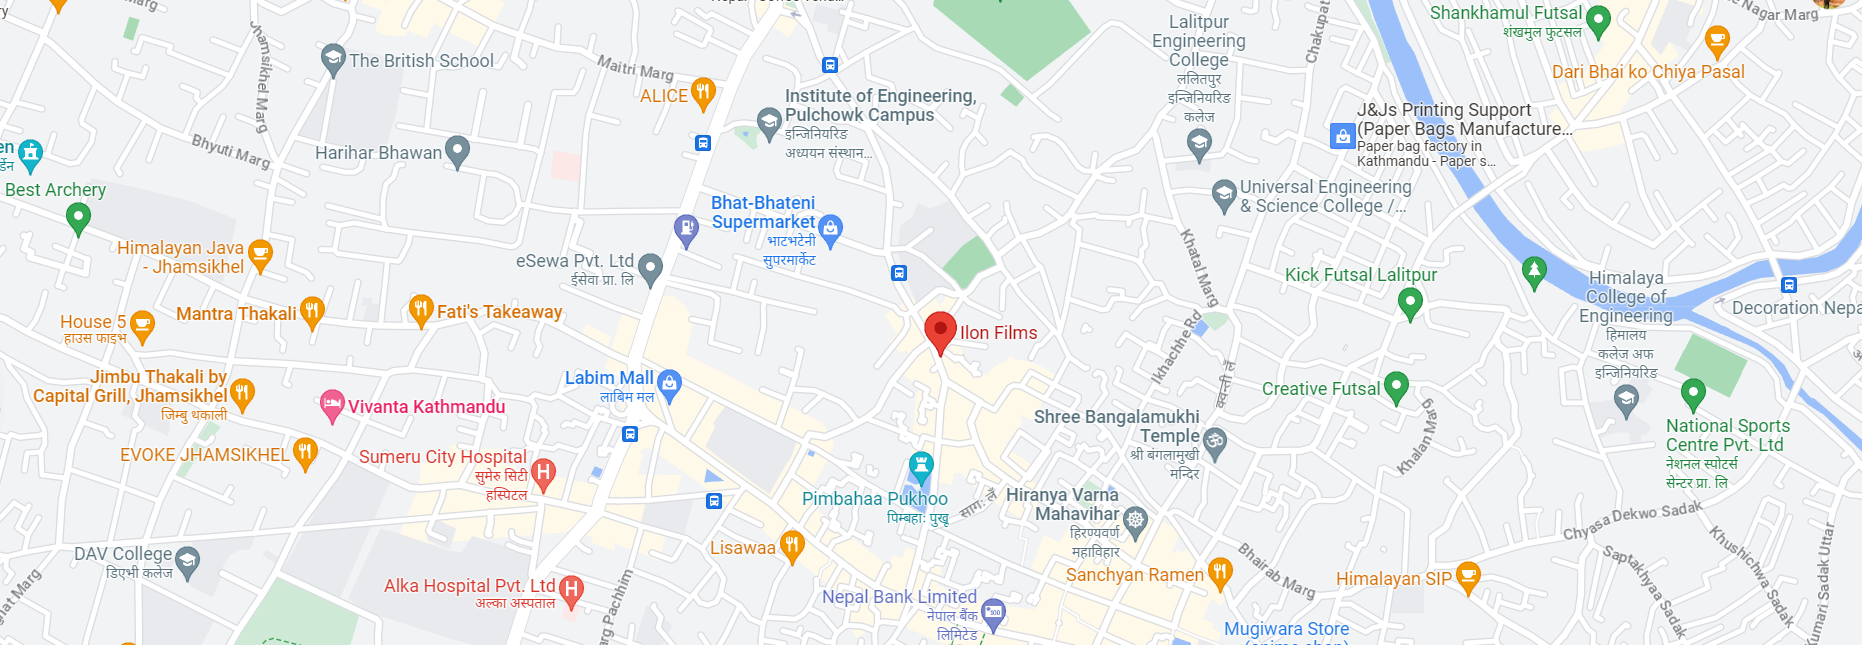 Jhamsikhel Marg
The British School
Maitri Marg
ALICE
Institute of Engineering,
Pulchowk Campus
इन्जिनियरिङ
अध्ययन संस्थान...
Lalitpur
Engineering
College
ललितपुर
इन्जिनियरिङ
कलेज
Chakupat
Shankhamul Futsal
शंखमुल फुटसल
Nagar Marg
Dari Bhai ko Chiya Pasal
J&Js Printing Support
(Paper Bags Manufacture...
Paper bag factory in
Kathmandu - Paper s...
Bhyuti Marg
Harihar Bhawan
Best Archery
Himalayan Java
- Jhamsikhel
Bhat-Bhateni
Supermarket
भाटभटेनी
सुपरमार्केट
eSewa Pvt. Ltd
ईसेवा प्रा. लि
Universal Engineering
& Science College /...
Khatal Marg
Kick Futsal Lalitpur
Himalaya
College of
Engineering
हिमालय
कलेज अफ
इन्जिनियरिङ
Decoration Nepa
House 5
हाउस फाइभ
Mantra Thakali
Fati's Takeaway
Ilon Films
Ikhachhe Rd
Jimbu Thakali by
Capital Grill, Jhamsikhel
जिम्बु थकाली
Vivanta Kathmandu
Labim Mall
लाबिम मल
Creative Futsal
Khalan Marg
Shree Bangalamukhi
Temple
श्री बंगलामुखी
मन्दिर
National Sports
Centre Pvt. Ltd
नेशनल स्पोर्टर्स
सेन्टर प्रा. लि
EVOKE JHAMSIKHEL
Sumeru City Hospital
सुमेरु सिटी
हस्पिटल
Pimbahaa Pukhoo
पिम्बहाः पुखू
Hiranya Varna
Mahavihar
हिरण्यवर्ण
महाविहार
Chyasa Dekwo Sadak
DAV College
डिएभी कलेज
Lisawaa
Alka Hospital Pvt. Ltd
अल्का अस्पताल
Sanchyan Ramen
Bhairab Marg
Himalayan SIP
Saptakhyaa Sadak
Khushichwa Sadak
Kumari Sadak Uttar
Nepal Bank Limited
नेपाल बैंक
लिमिटेड
Mugiwara Store